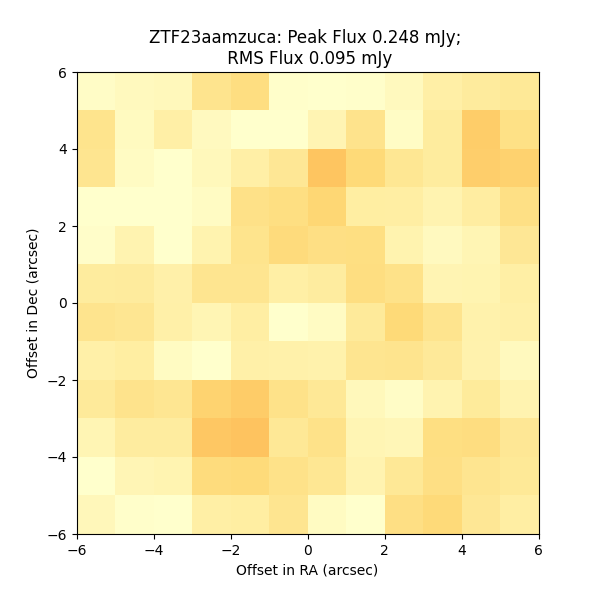 ZTF23aamzuca: Peak Flux 0.248 mJy;
RMS Flux 0.095 mJy
6
4
2
0
−2
−4
−6
Offset in Dec (arcsec)
−6 −4 −2 0 2 4 6
Offset in RA (arcsec)